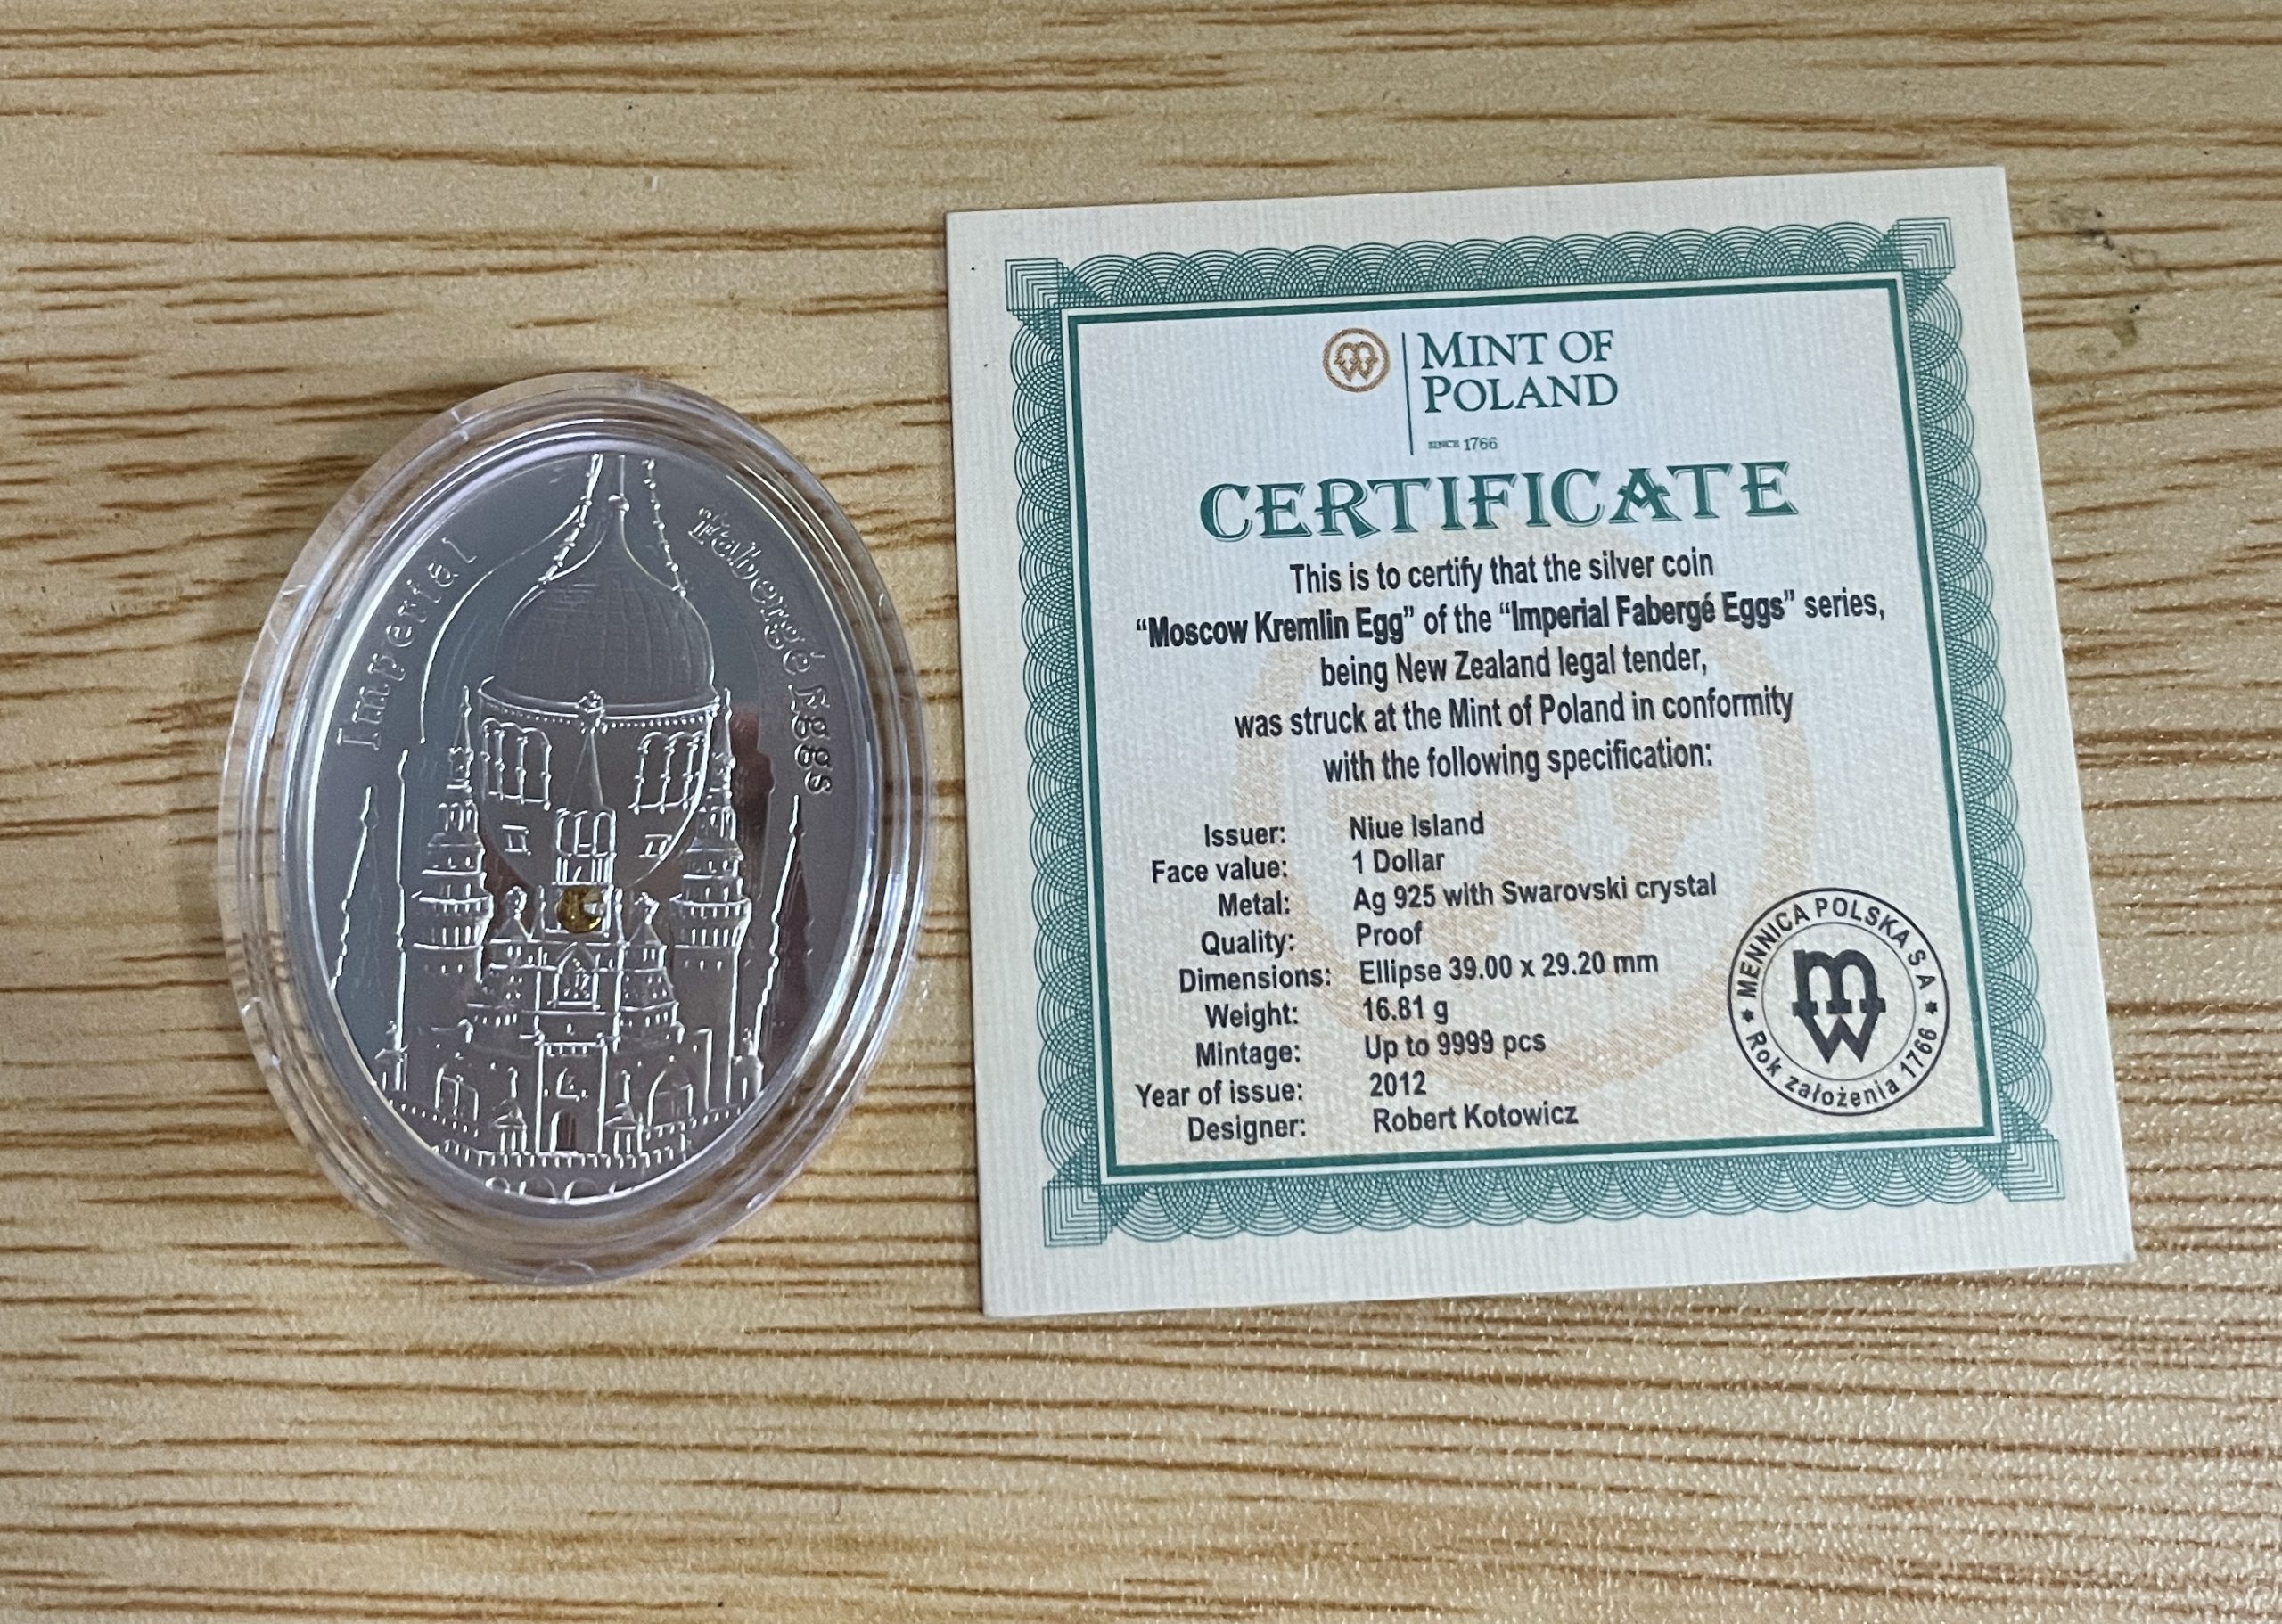 Imperial
Fabergé Eggs
MINT OF
POLAND
SINCE 1766
CERTIFICATE
This is to certify that the silver coin
“Moscow Kremlin Egg” of the “Imperial Fabergé Eggs” series,
being New Zealand legal tender,
was struck at the Mint of Poland in conformity
with the following specification:
Issuer: Niue Island
Face value: 1 Dollar
Metal: Ag 925 with Swarovski crystal
Quality: Proof
Dimensions: Ellipse 39.00 x 29.20 mm
Weight: 16.81 g
Mintage: Up to 9999 pcs
Year of issue: 2012
Designer: Robert Kotowicz
MENNICA POLSKA S A
Rok założenia 1766